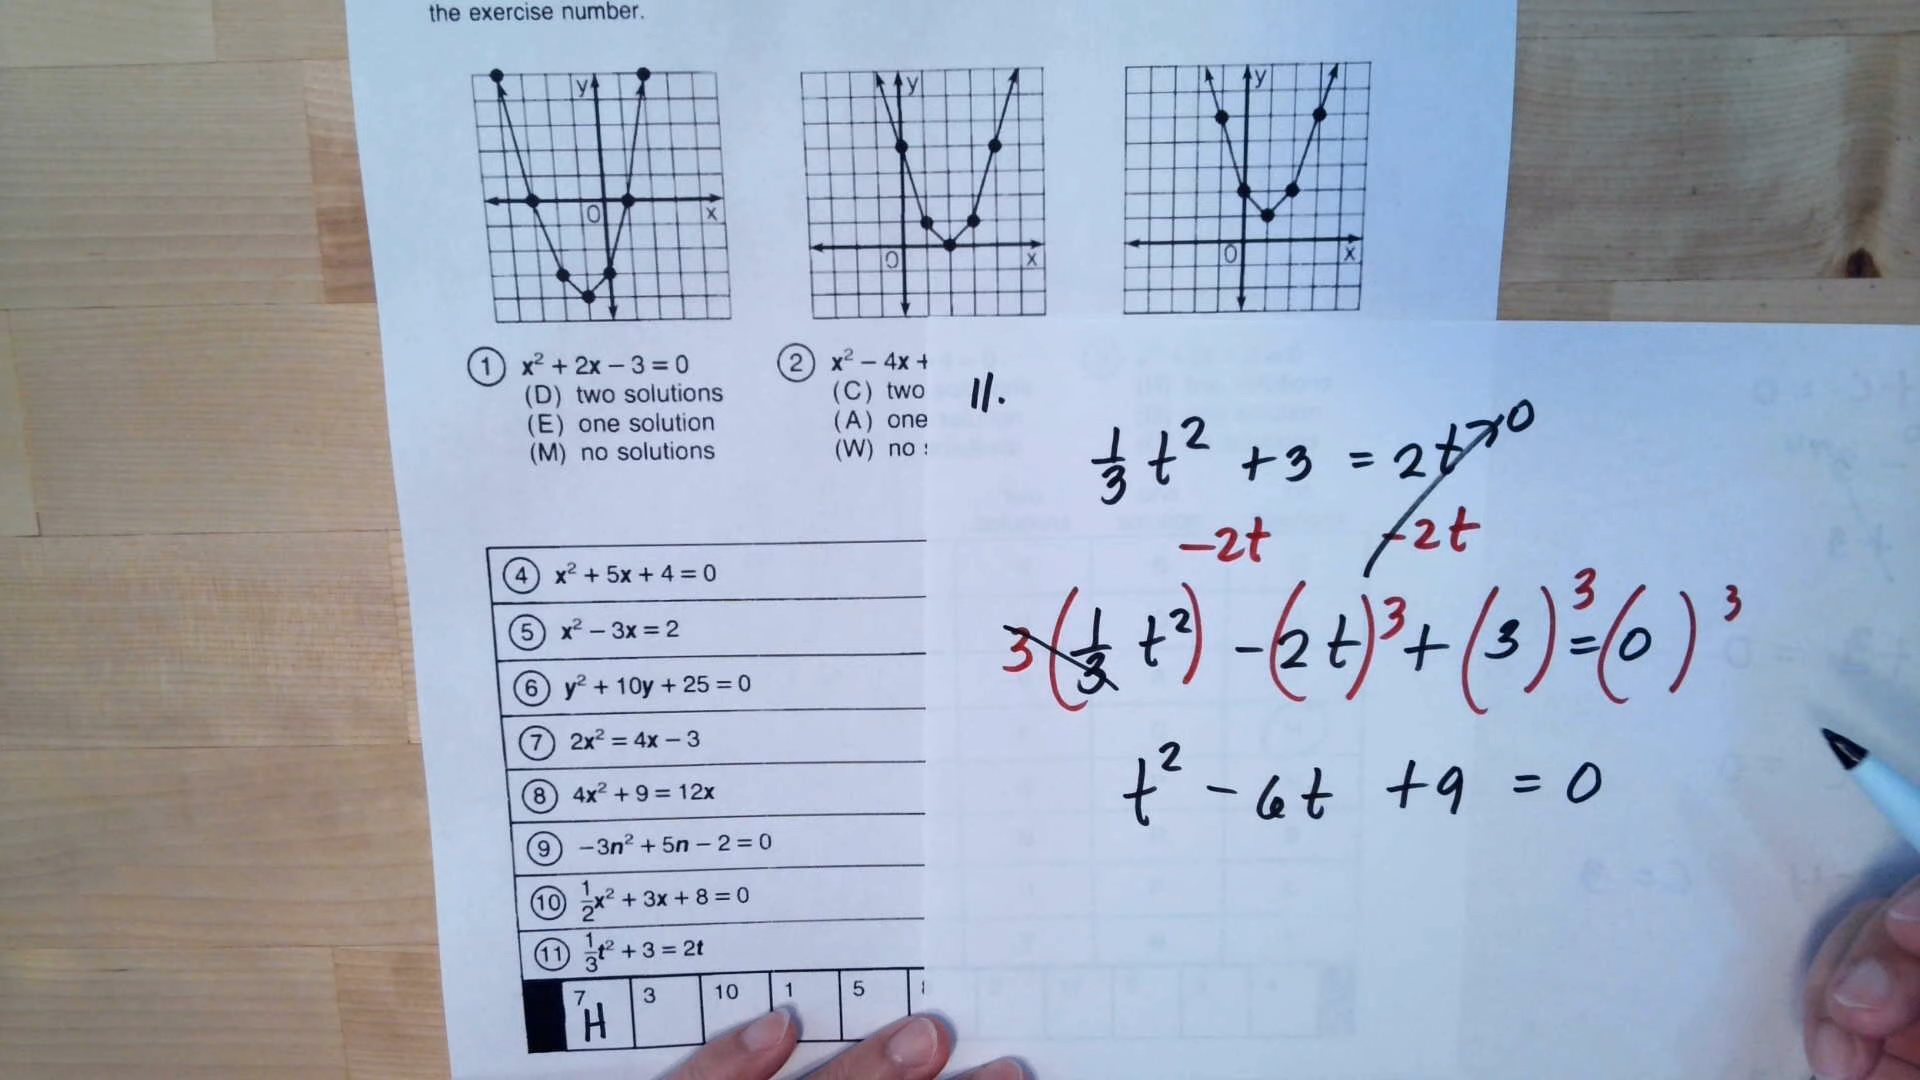 the exercise number.
y
O
x
y
O
x
y
O
x
1 x² + 2x − 3 = 0
(D) two solutions
(E) one solution
(M) no solutions
2 x² − 4x +
(C) two
(A) one
(W) no
4 x² + 5x + 4 = 0
5 x² − 3x = 2
6 y² + 10y + 25 = 0
7 2x² = 4x − 3
8 4x² + 9 = 12x
9 −3n² + 5n − 2 = 0
10 1/2 x² + 3x + 8 = 0
11 1/3 t² + 3 = 2t
7 3 10 1 5
H
11.
1/3 t² + 3 = 2t 0
−2t −2t
3(1/3 t²) − (2t)3 + (3)3 = (0)3
t² − 6t + 9 = 0